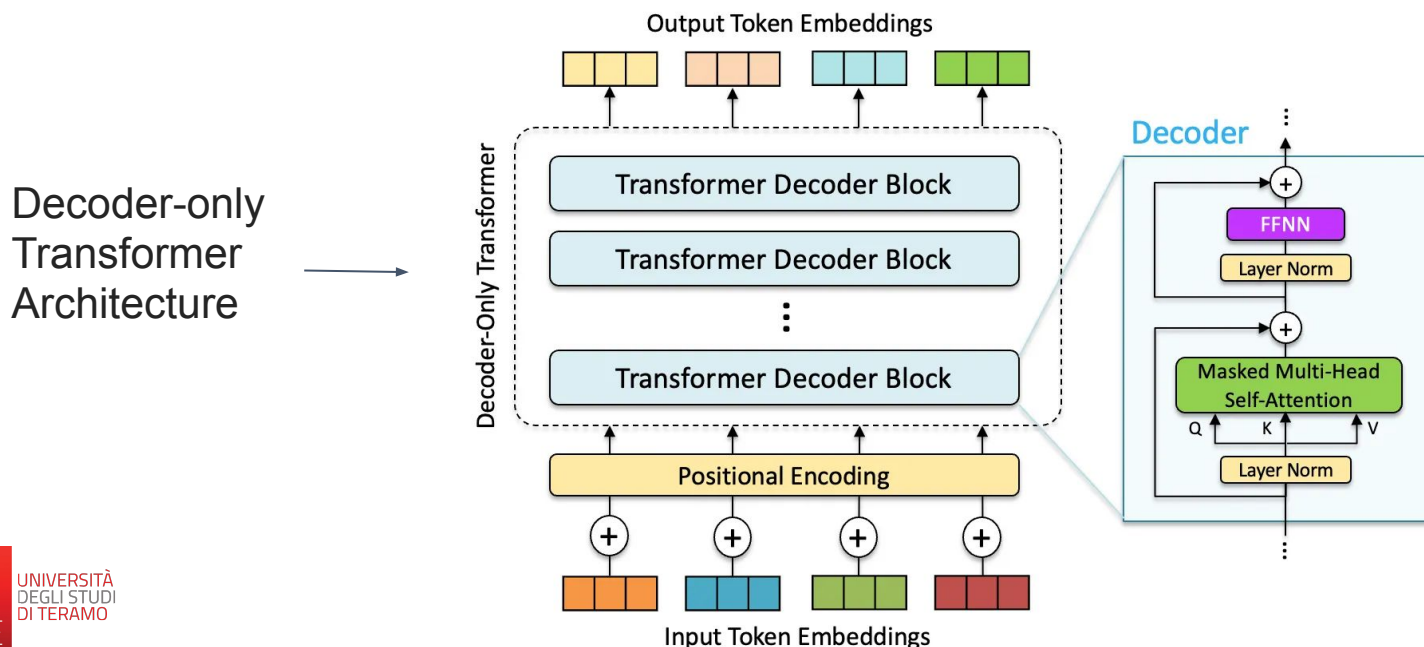 Decoder-only
Transformer
Architecture
Output Token Embeddings
Decoder-Only Transformer
Transformer Decoder Block
Transformer Decoder Block
⋮
Transformer Decoder Block
Positional Encoding
+ + + +
Input Token Embeddings
Decoder
⋮
+
FFNN
Layer Norm
+
Masked Multi-Head
Self-Attention
Q K V
Layer Norm
⋮
UNIVERSITÀ
DEGLI STUDI
DI TERAMO